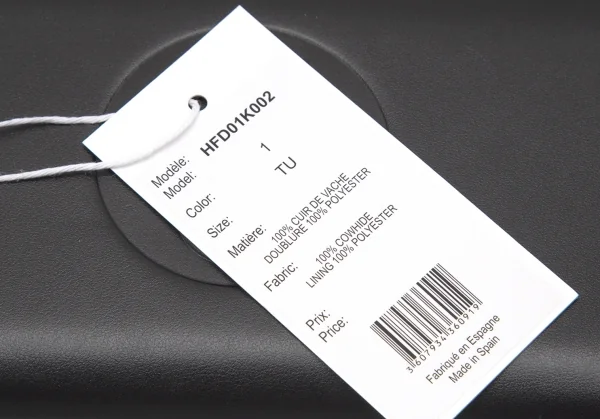 Modèle:
Model: HFD01K002
Color: 1
Size: TU
Matière: 100% CUIR DE VACHE
DOUBLURE 100% POLYESTER
Fabric: 100% COWHIDE
LINING 100% POLYESTER
Prix:
Price:
3607934360919
Fabriqué en Espagne
Made in Spain